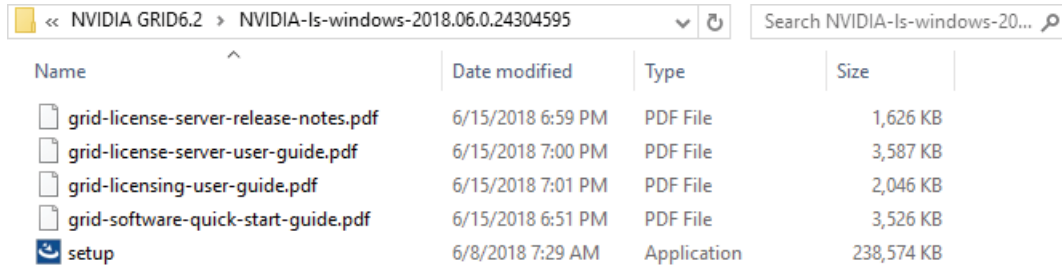 « NVIDIA GRID6.2 > NVIDIA-ls-windows-2018.06.0.24304595 Search NVIDIA-ls-windows-20...
Name Date modified Type Size
grid-license-server-release-notes.pdf 6/15/2018 6:59 PM PDF File 1,626 KB
grid-license-server-user-guide.pdf 6/15/2018 7:00 PM PDF File 3,587 KB
grid-licensing-user-guide.pdf 6/15/2018 7:01 PM PDF File 2,046 KB
grid-software-quick-start-guide.pdf 6/15/2018 6:51 PM PDF File 3,526 KB
setup 6/8/2018 7:29 AM Application 238,574 KB